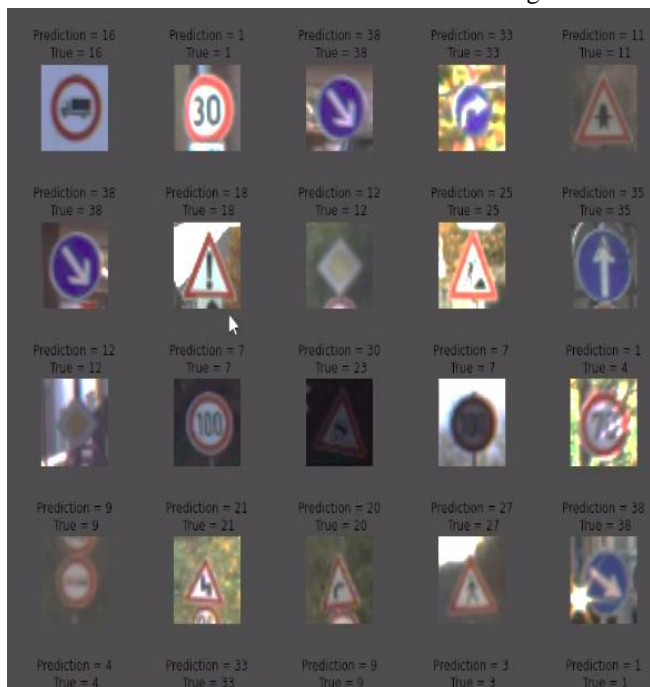 Prediction = 16 Prediction = 1 Prediction = 38 Prediction = 33 Prediction = 11
True = 16 True = 1 True = 38 True = 33 True = 11
30
Prediction = 38 Prediction = 18 Prediction = 12 Prediction = 25 Prediction = 35
True = 38 True = 18 True = 12 True = 25 True = 35
Prediction = 12 Prediction = 7 Prediction = 30 Prediction = 7 Prediction = 1
True = 12 True = 7 True = 23 True = 7 True = 4
100 100 70
Prediction = 9 Prediction = 21 Prediction = 20 Prediction = 27 Prediction = 38
True = 9 True = 21 True = 20 True = 27 True = 38
Prediction = 4 Prediction = 33 Prediction = 9 Prediction = 3 Prediction = 1
True = 4 True = 33 True = 9 True = 3 True = 1